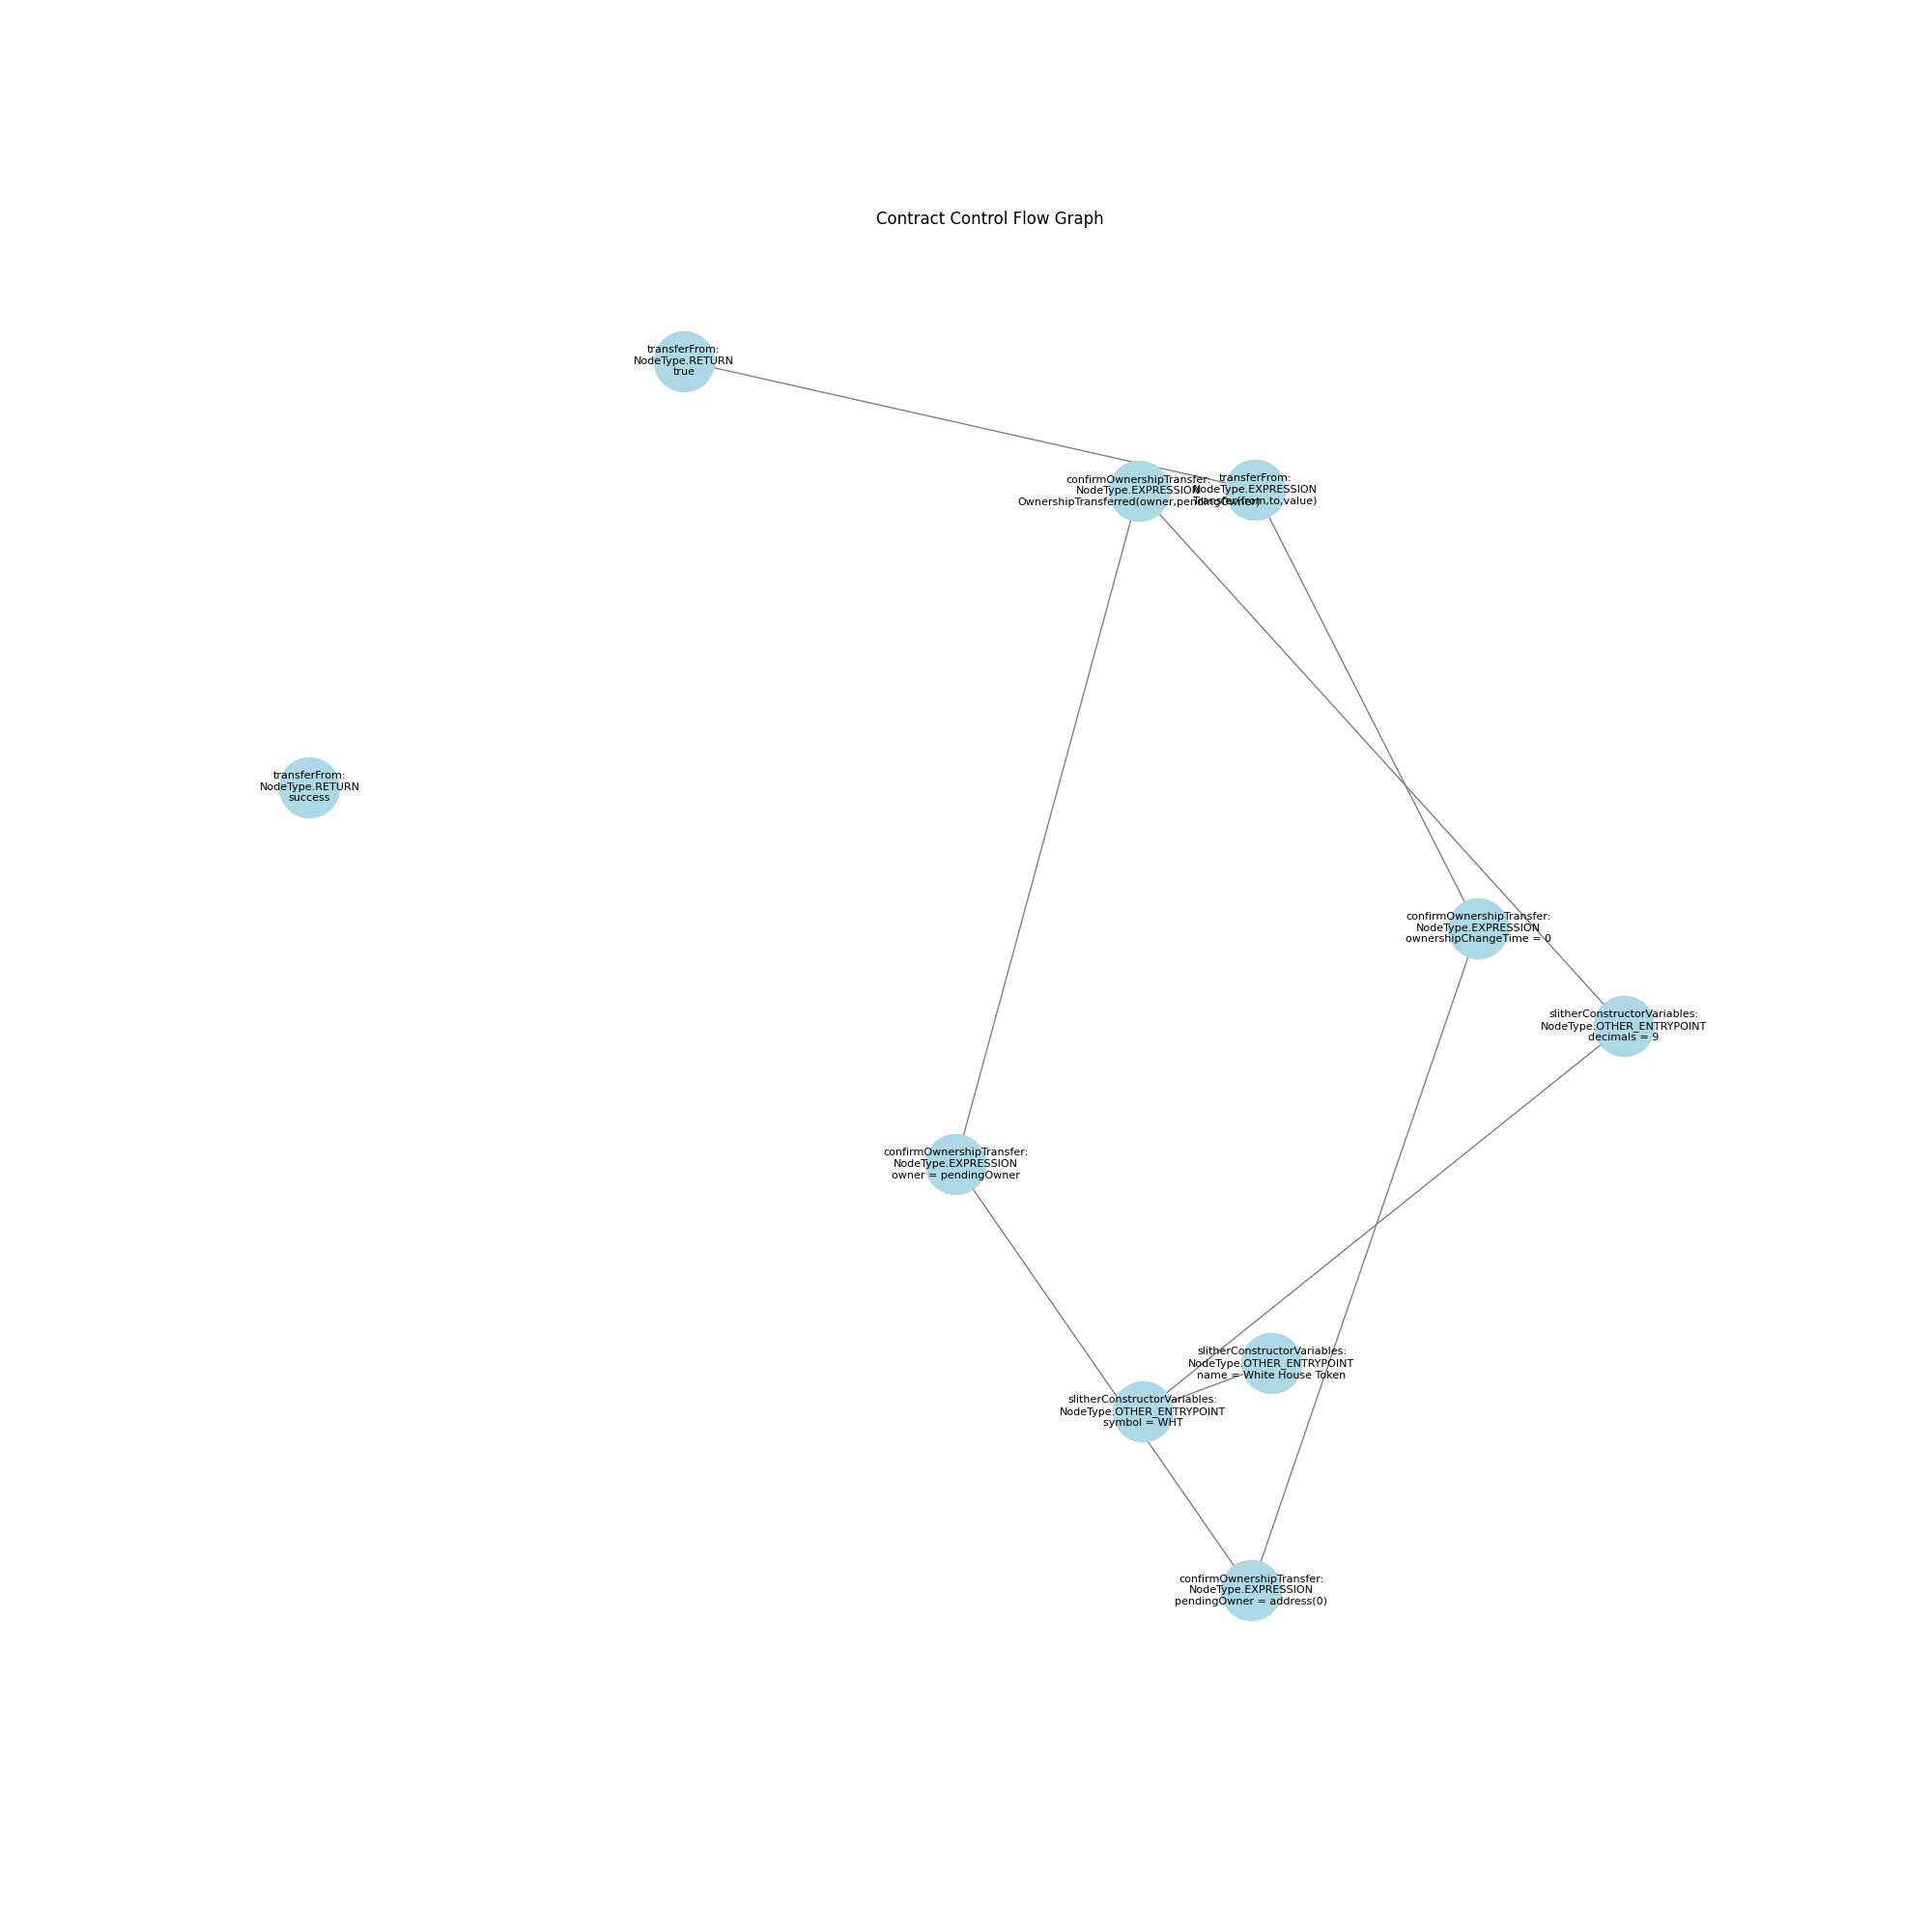 Contract Control Flow Graph
transferFrom:
NodeType.RETURN
true
confirmOwnershipTransfer:
NodeType.EXPRESSION
OwnershipTransferred(owner,pendingOwner)
transferFrom:
NodeType.EXPRESSION
Transfer(from,to,value)
transferFrom:
NodeType.RETURN
success
confirmOwnershipTransfer:
NodeType.EXPRESSION
ownershipChangeTime = 0
slitherConstructorVariables:
NodeType.OTHER_ENTRYPOINT
decimals = 9
confirmOwnershipTransfer:
NodeType.EXPRESSION
owner = pendingOwner
slitherConstructorVariables:
NodeType.OTHER_ENTRYPOINT
name = White House Token
slitherConstructorVariables:
NodeType.OTHER_ENTRYPOINT
symbol = WHT
confirmOwnershipTransfer:
NodeType.EXPRESSION
pendingOwner = address(0)